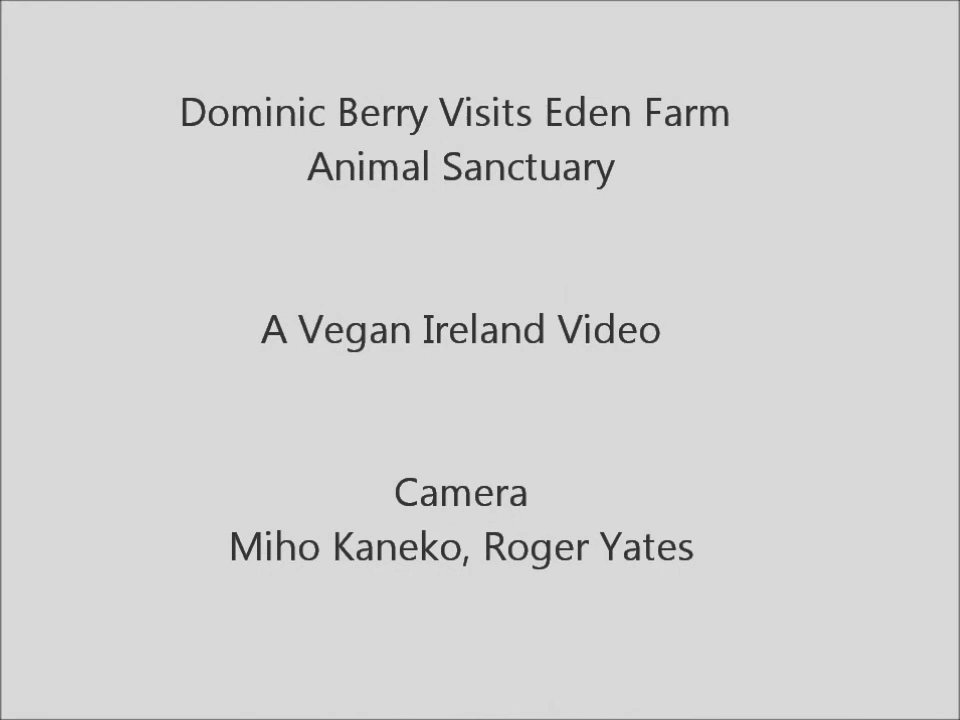 Dominic Berry Visits Eden Farm
Animal Sanctuary
A Vegan Ireland Video
Camera
Miho Kaneko, Roger Yates